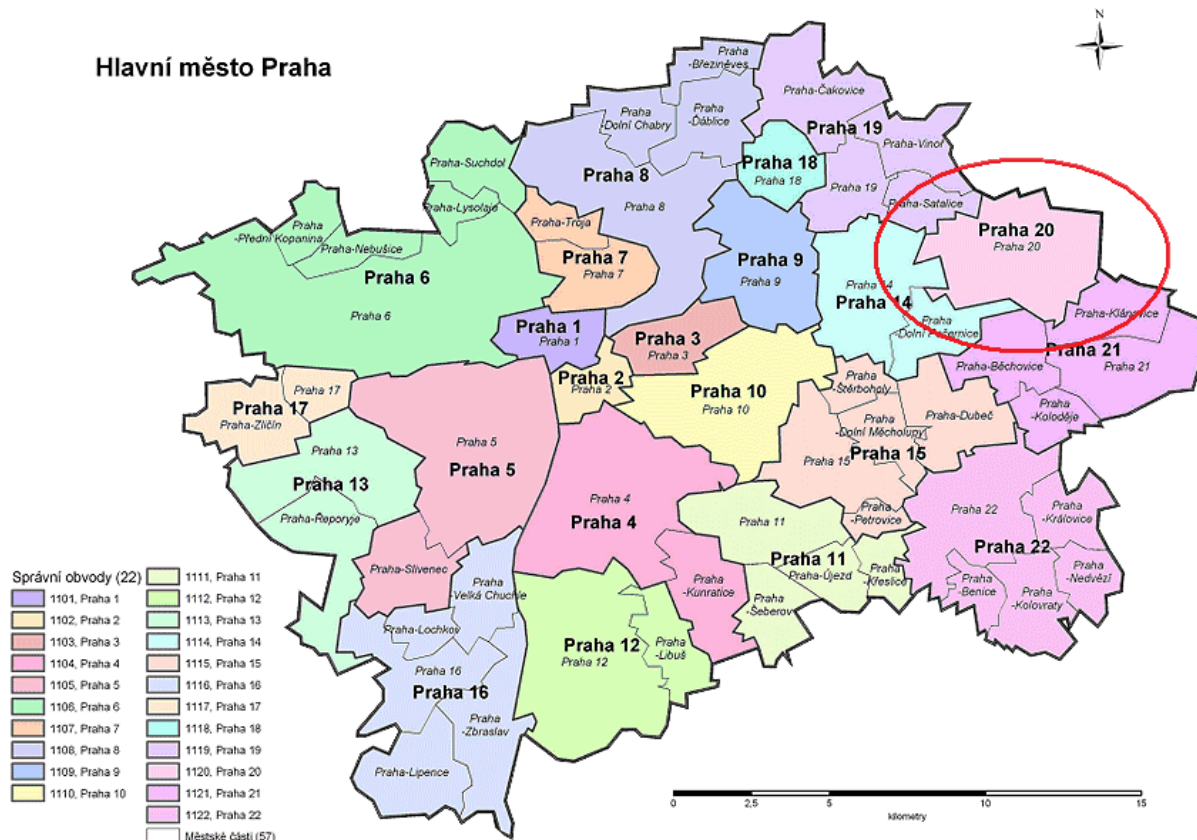 N
Hlavní město Praha
Praha
-Březiněves
Praha-Čakovice
Praha
-Dolní Chabry
Praha
-Ďáblice
Praha 19
Praha-Vinoř
Praha-Suchdol
Praha 18
Praha 18
Praha 8
Praha 8
Praha 19
Praha-Satalice
Praha-Lysolaje
Praha-Troja
Praha
-Přední Kopanina
Praha-Nebušice
Praha 20
Praha 20
Praha 7
Praha 7
Praha 9
Praha 9
Praha 6
Praha 6
Praha 14
Praha 14
Praha
-Dolní Počernice
Praha-Klánovice
Praha 1
Praha 1
Praha 3
Praha 3
Praha 21
Praha 21
Praha-Běchovice
Praha 2
Praha 2
Praha 10
Praha 10
Praha
-Štěrboholy
Praha
-Koloděje
Praha 17
Praha 17
Praha-Zličín
Praha-Dubeč
Praha
-Dolní Měcholupy
Praha 15
Praha 15
Praha 5
Praha 5
Praha 13
Praha 13
Praha-Řeporyje
Praha 4
Praha 4
Praha
-Petrovice
Praha 22
Praha 22
Praha
-Královice
Praha 11
Praha 11
Praha-Újezd
Praha
-Křeslice
Praha
-Nedvězí
Praha
-Benice
Praha
-Kolovraty
Praha-Slivenec
Praha
-Velká Chuchle
Praha
-Kunratice
Praha
-Šeberov
Praha-Lochkov
Praha 12
Praha 12
Praha
-Libuš
Praha 16
Praha 16
Praha
-Zbraslav
Praha-Lipence
Správní obvody (22)
1101, Praha 1
1102, Praha 2
1103, Praha 3
1104, Praha 4
1105, Praha 5
1106, Praha 6
1107, Praha 7
1108, Praha 8
1109, Praha 9
1110, Praha 10
1111, Praha 11
1112, Praha 12
1113, Praha 13
1114, Praha 14
1115, Praha 15
1116, Praha 16
1117, Praha 17
1118, Praha 18
1119, Praha 19
1120, Praha 20
1121, Praha 21
1122, Praha 22
Městské části (57)
0 2,5 5 10 15
kilometry